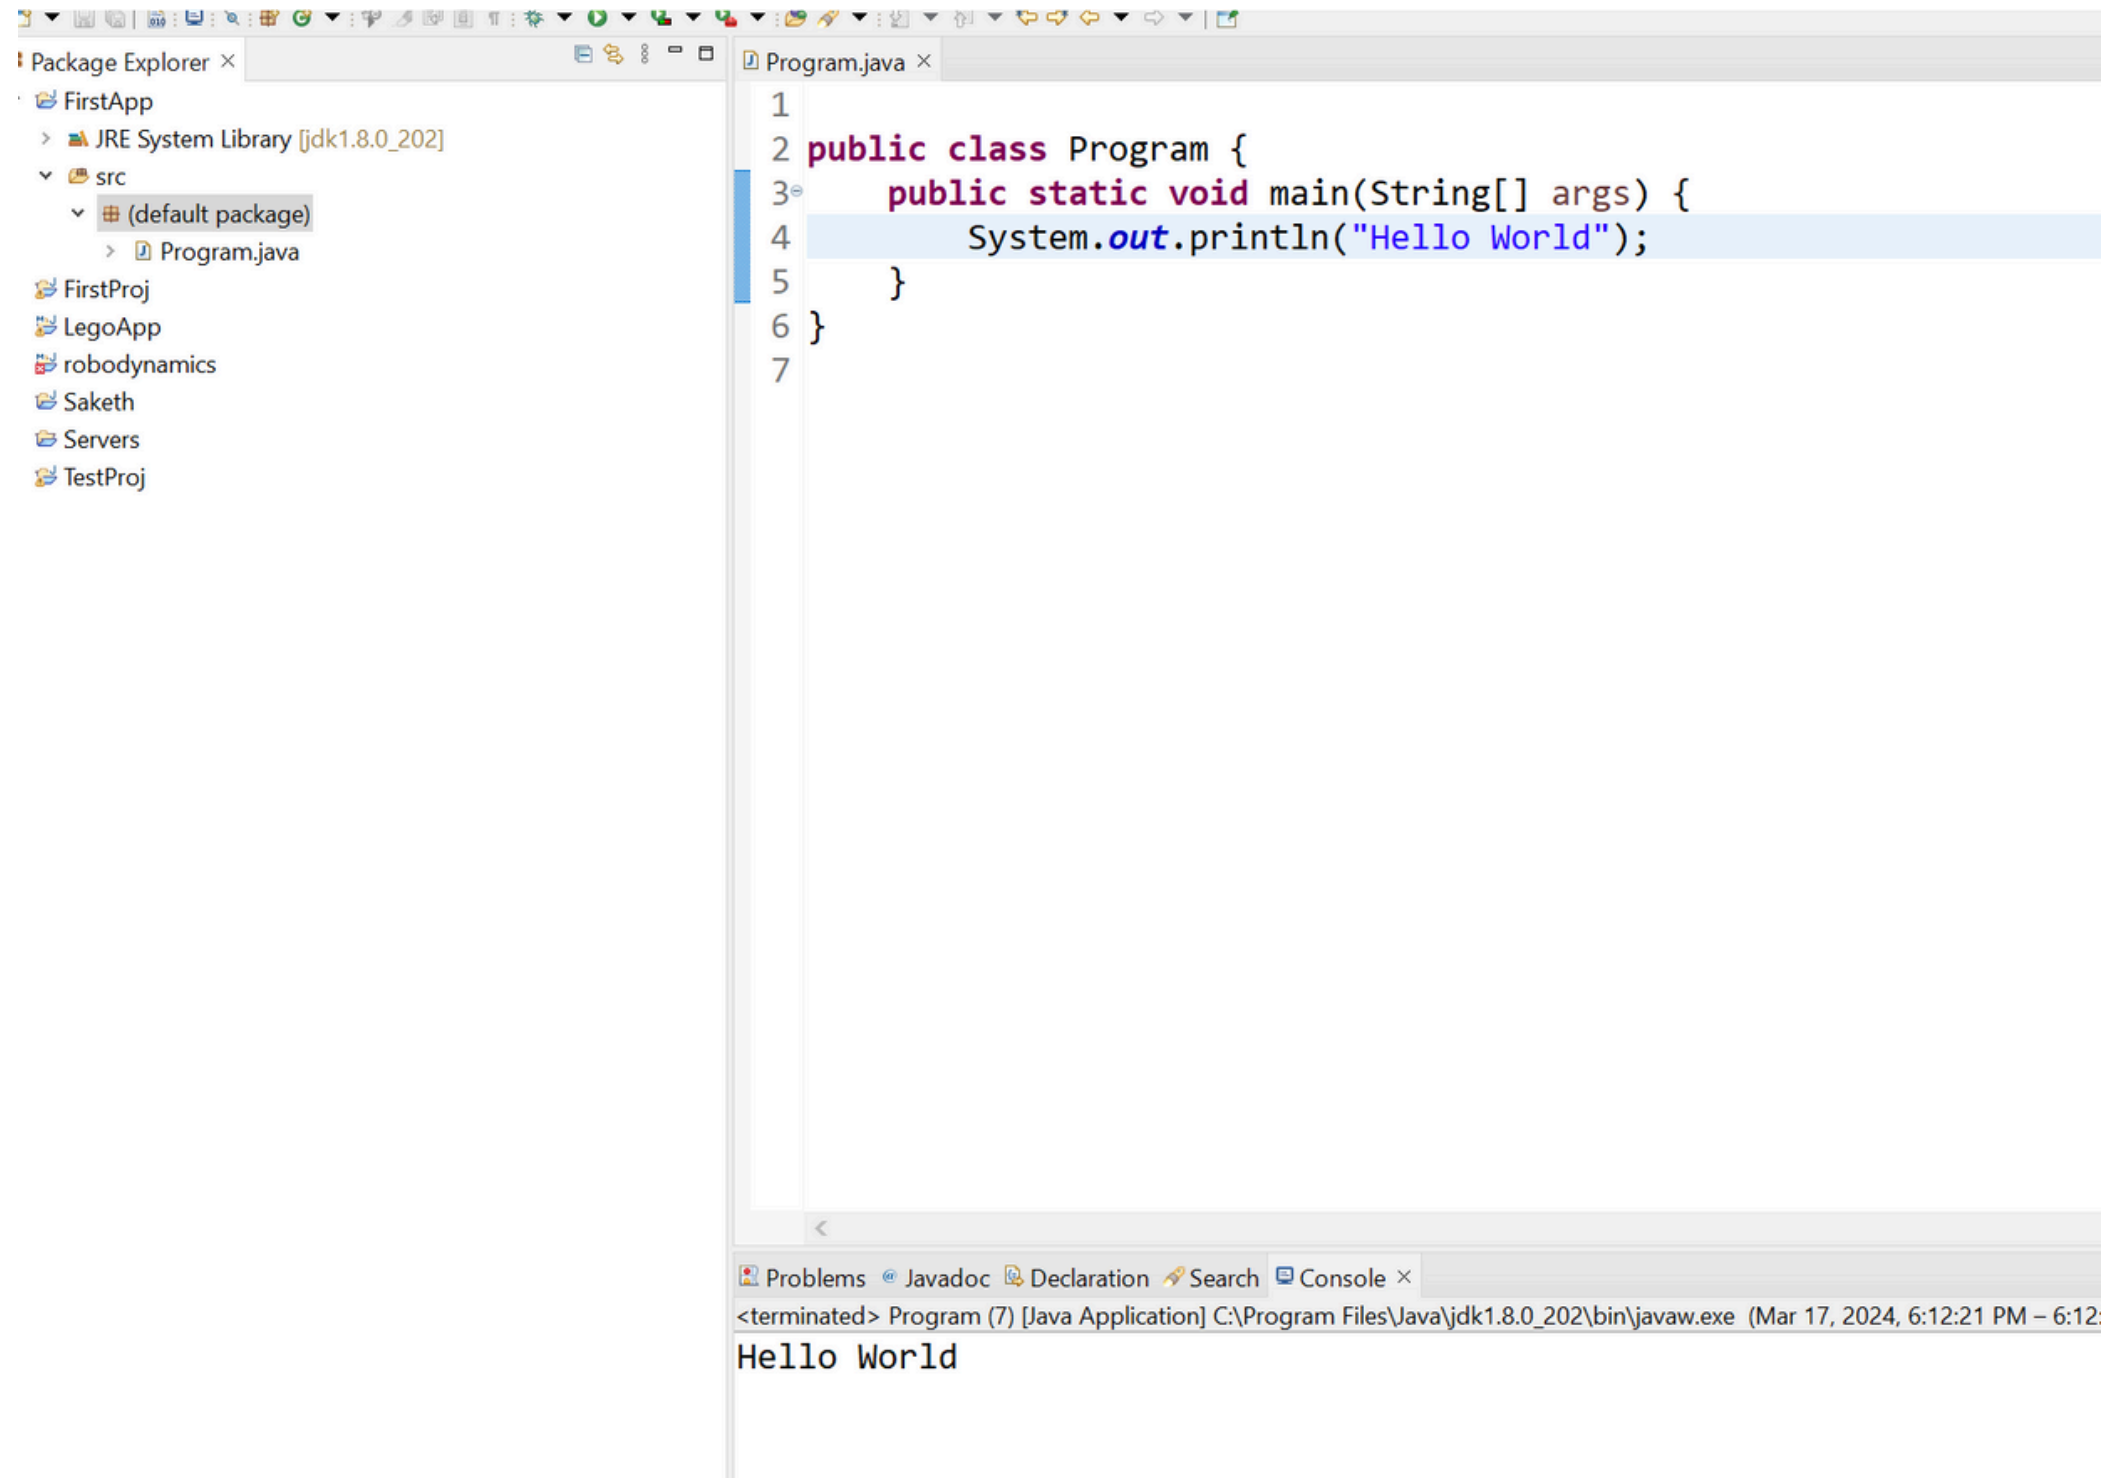 Package Explorer
FirstApp
JRE System Library [jdk1.8.0_202]
src
(default package)
Program.java
FirstProj
LegoApp
robodynamics
Saketh
Servers
TestProj
Program.java
1
2 public class Program {
3 public static void main(String[] args) {
4 System.out.println("Hello World");
5 }
6 }
7
Problems Javadoc Declaration Search Console
<terminated> Program (7) [Java Application] C:\Program Files\Java\jdk1.8.0_202\bin\javaw.exe (Mar 17, 2024, 6:12:21 PM – 6:12:
Hello World